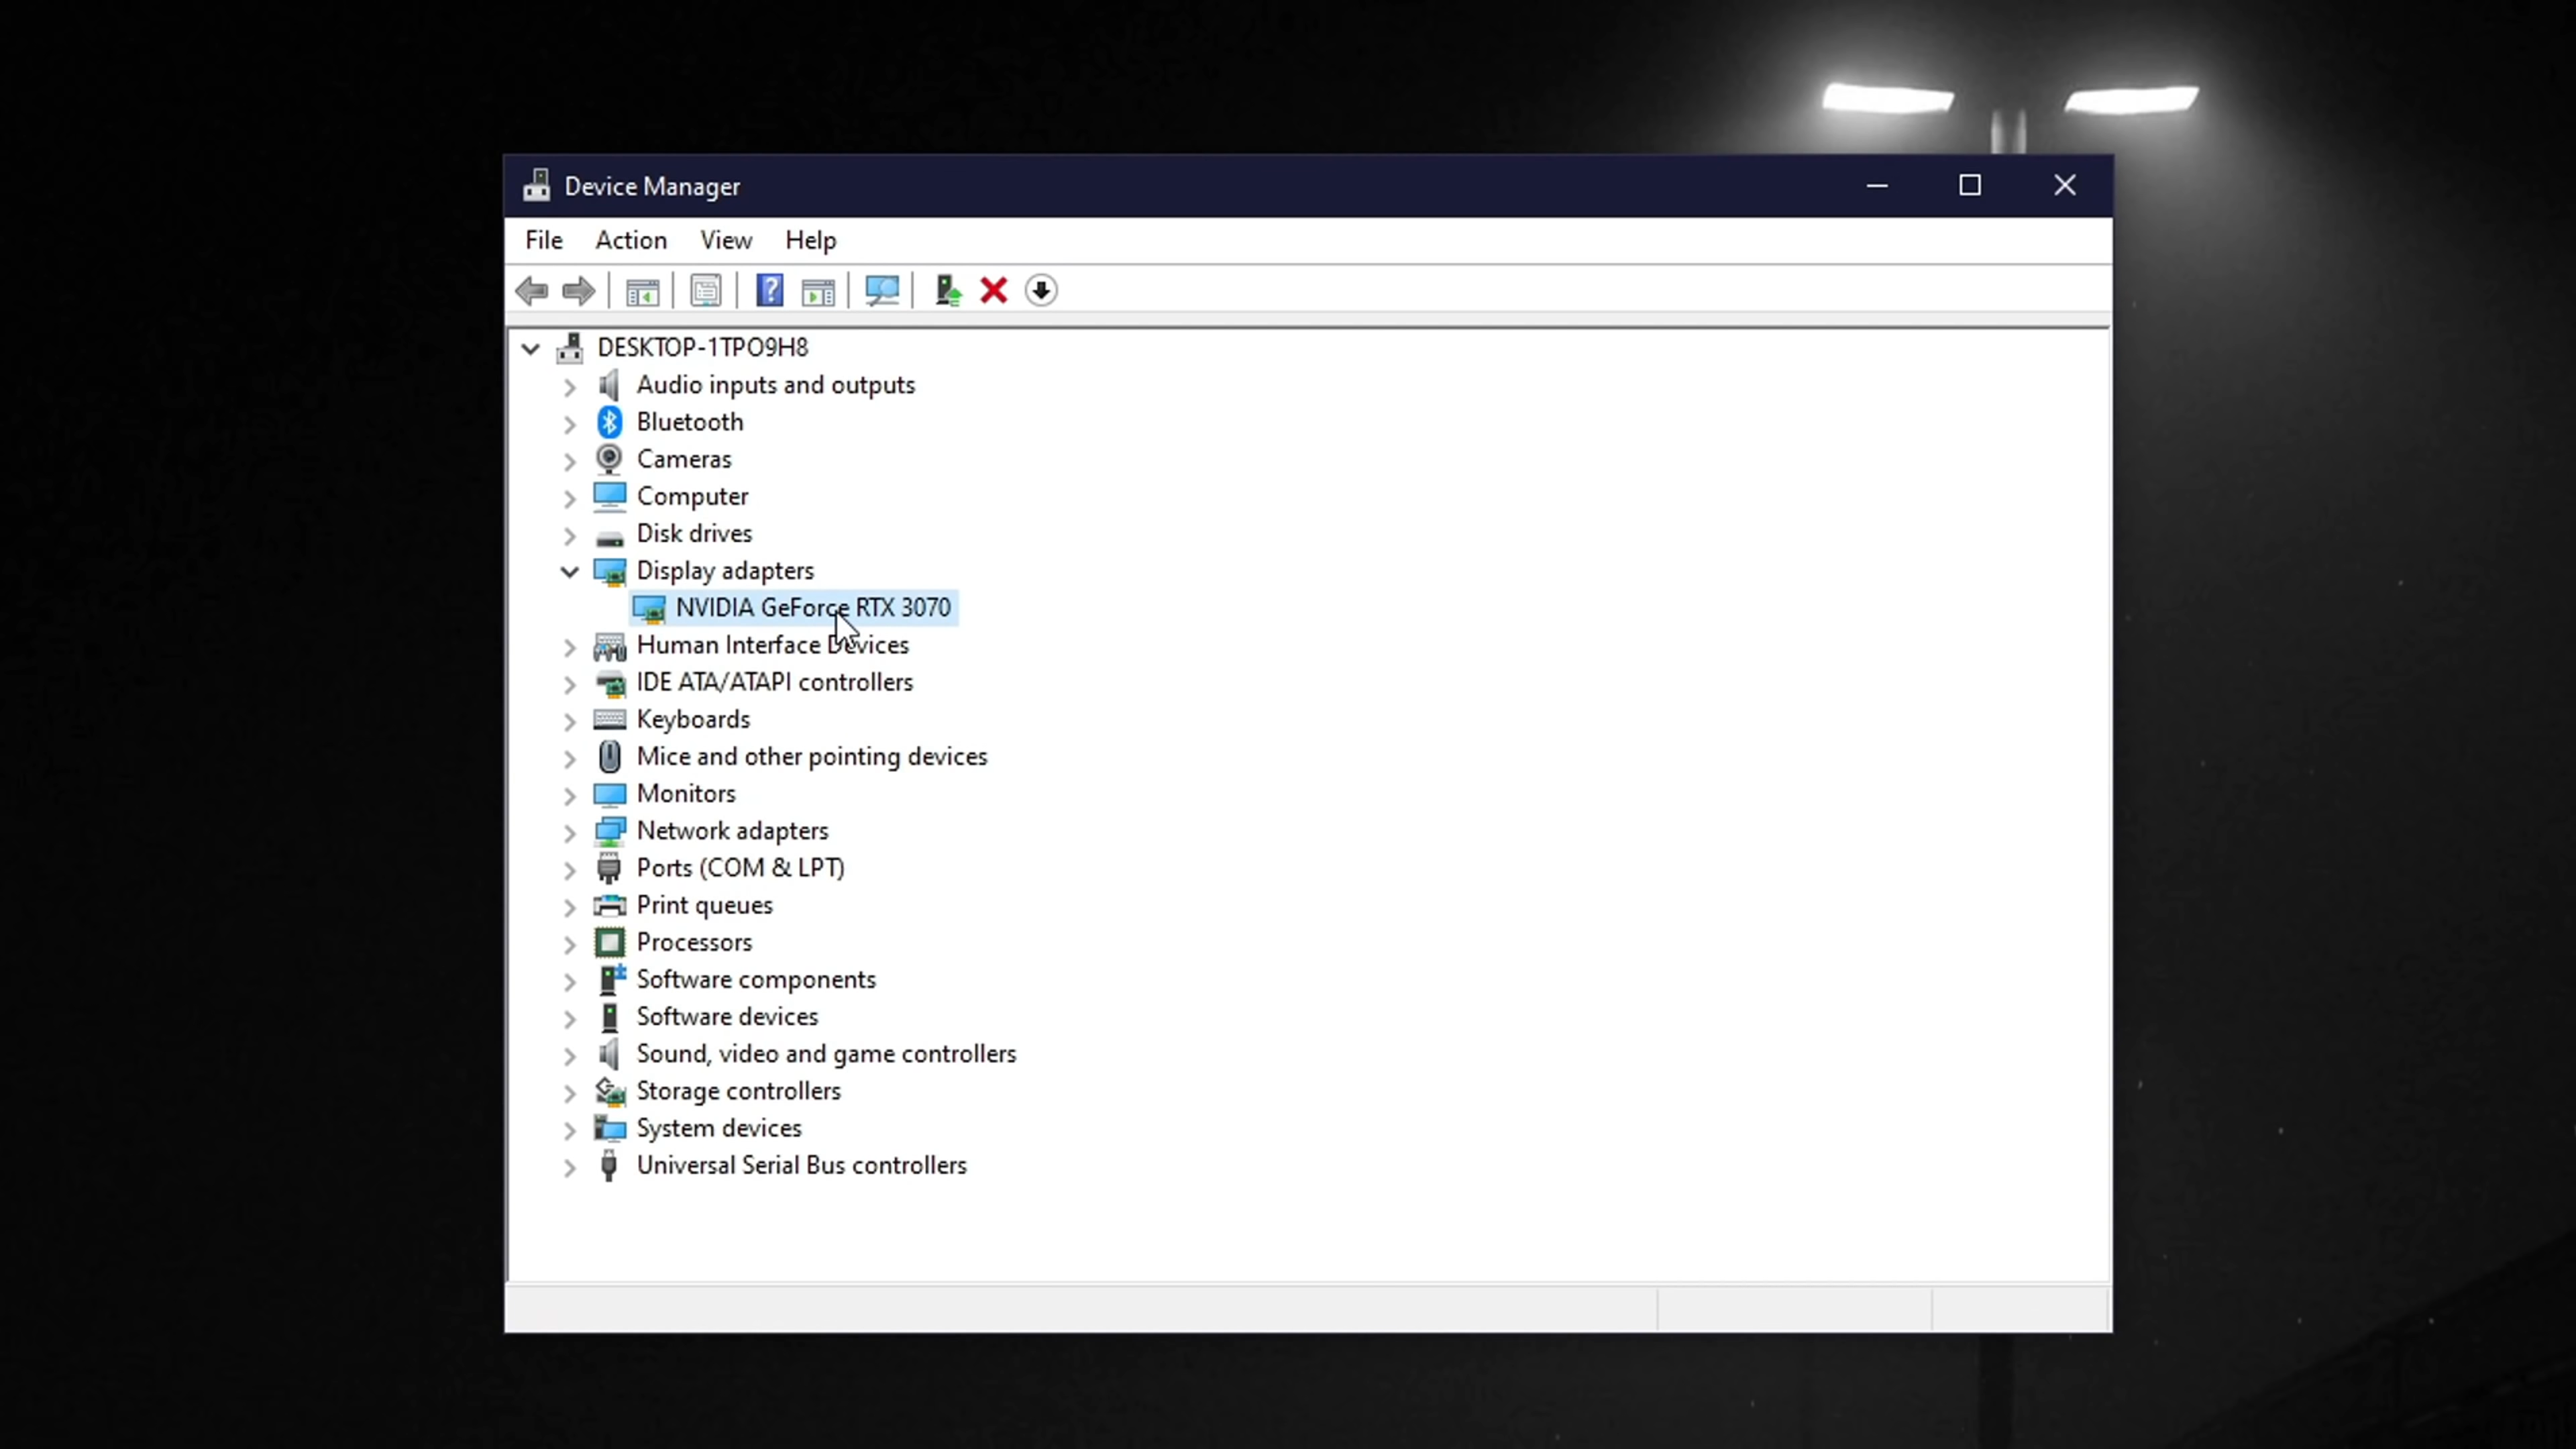 Device Manager
File Action View Help
DESKTOP-1TPO9H8
Audio inputs and outputs
Bluetooth
Cameras
Computer
Disk drives
Display adapters
NVIDIA GeForce RTX 3070
Human Interface Devices
IDE ATA/ATAPI controllers
Keyboards
Mice and other pointing devices
Monitors
Network adapters
Ports (COM & LPT)
Print queues
Processors
Software components
Software devices
Sound, video and game controllers
Storage controllers
System devices
Universal Serial Bus controllers